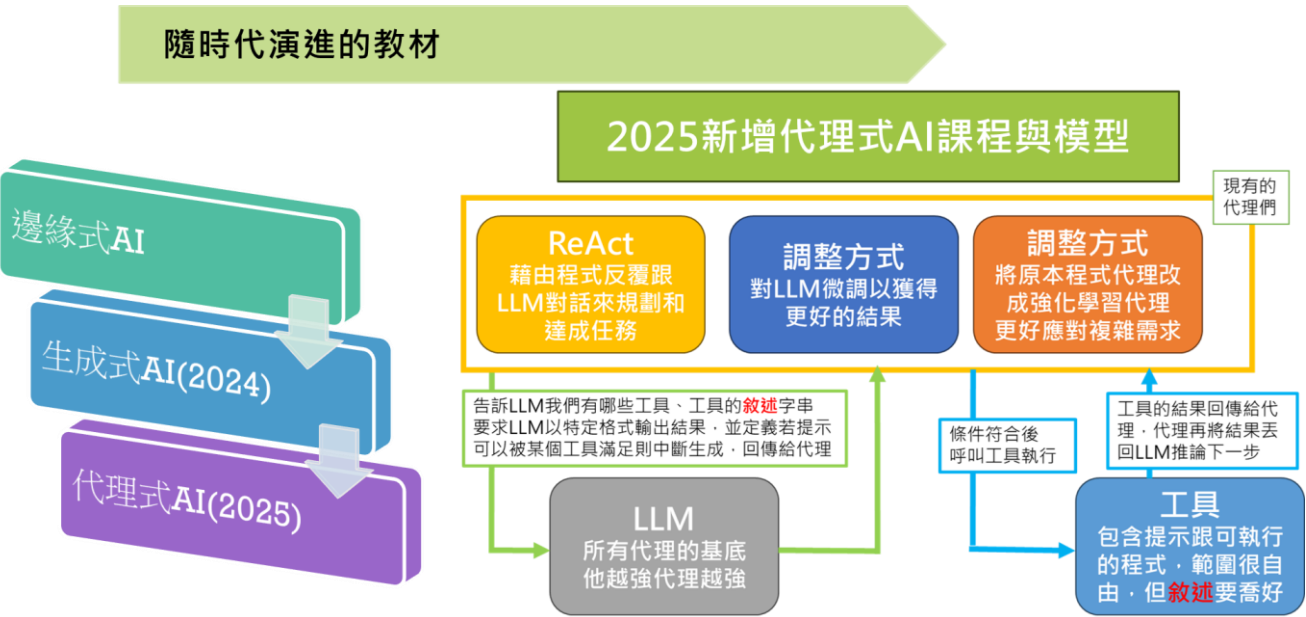 隨時代演進的教材
2025新增代理式AI課程與模型
現有的
代理們
邊緣式AI
生成式AI(2024)
代理式AI(2025)
ReAct
藉由程式反覆跟
LLM對話來規劃和
達成任務
調整方式
對LLM微調以獲得
更好的結果
調整方式
將原本程式代理改
成強化學習代理
更好應對複雜需求
告訴LLM我們有哪些工具、工具的敘述字串
要求LLM以特定格式輸出結果，並定義若提示
可以被某個工具滿足則中斷生成，回傳給代理
條件符合後
呼叫工具執行
工具的結果回傳給代
理，代理再將結果丟
回LLM推論下一步
LLM
所有代理的基底
他越強代理越強
工具
包含提示跟可執行
的程式，範圍很自
由，但敘述要喬好